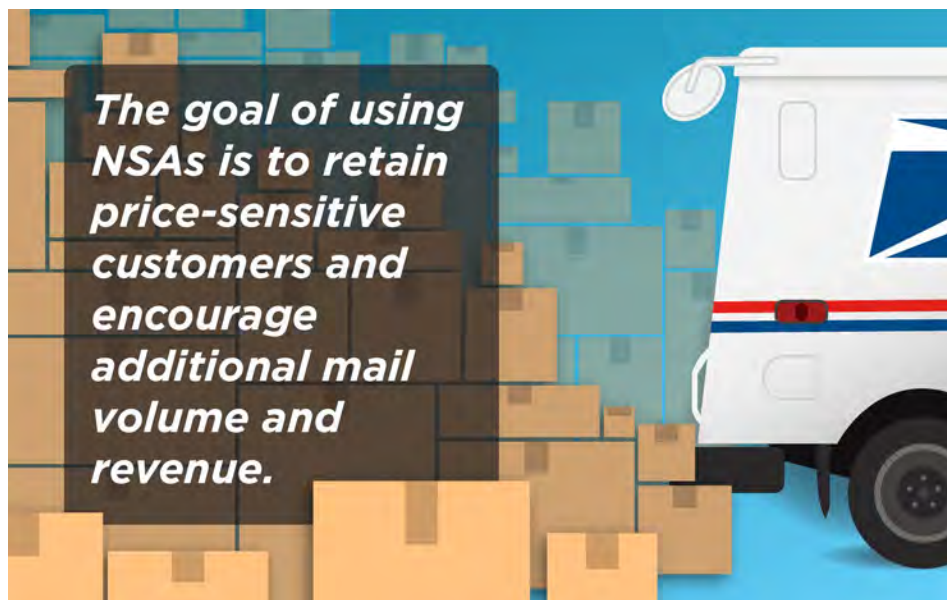 The goal of using
NSAs is to retain
price-sensitive
customers and
encourage
additional mail
volume and
revenue.